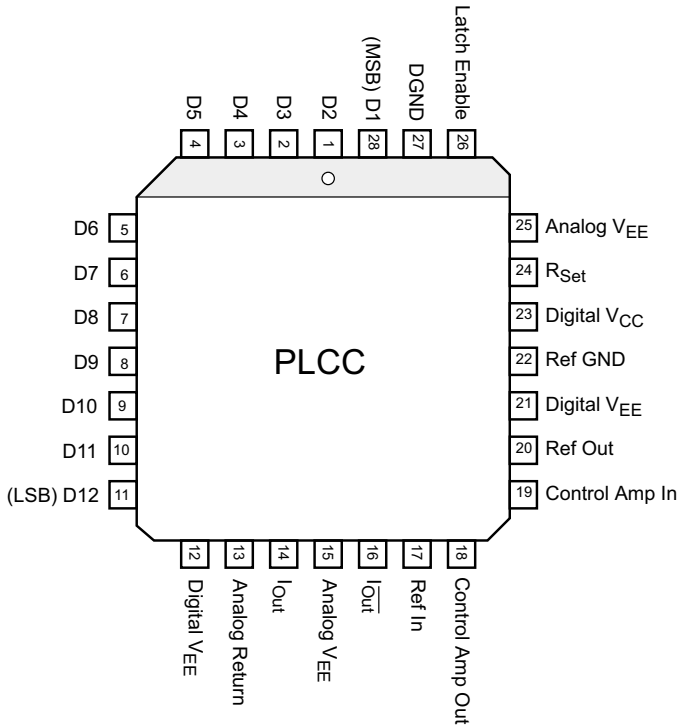 D5
D4
D3
D2
(MSB) D1
DGND
Latch Enable
4
3
2
1
28
27
26
D6 5
D7 6
D8 7
D9 8
D10 9
D11 10
(LSB) D12 11
PLCC
25 Analog VEE
24 RSet
23 Digital VCC
22 Ref GND
21 Digital VEE
20 Ref Out
19 Control Amp In
12
13
14
15
16
17
18
Digital VEE
Analog Return
IOut
Analog VEE
I̅O̅u̅t̅
Ref In
Control Amp Out